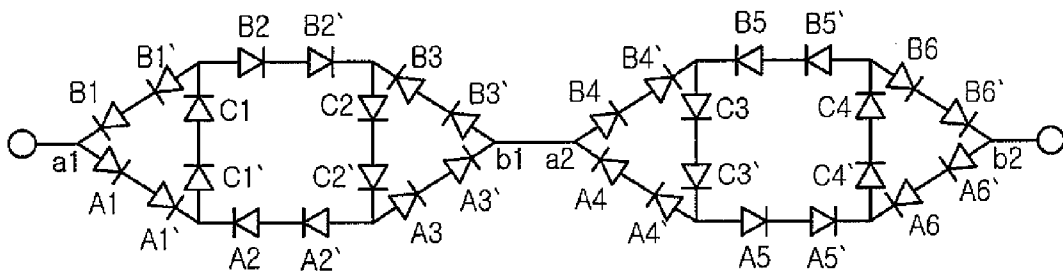 B2 B2` B5 B5`
B1` B3 B4` B6
B1 C1 C2 B3` B4 C3 C4 B6`
a1 b1 a2 b2
A1 C1` C2` A3` A4 C3` C4` A6`
A1` A3 A4` A6
A2 A2` A5 A5`